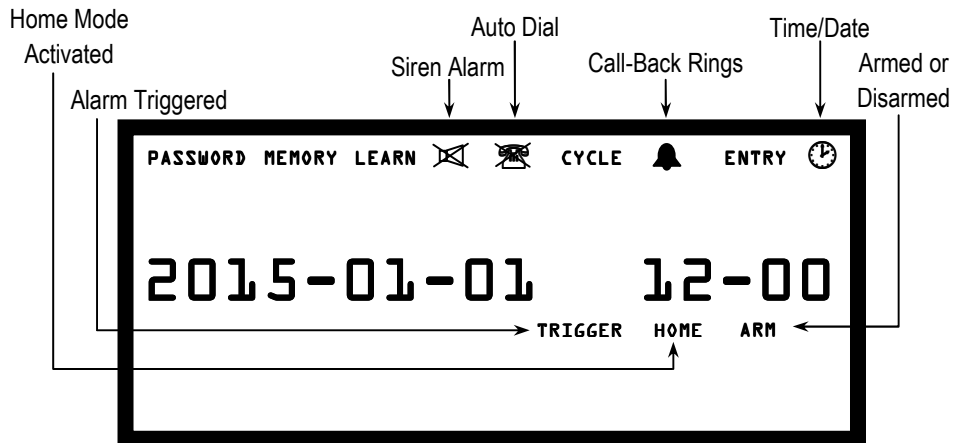 Home Mode
Activated
Auto Dial
Time/Date
Siren Alarm
Call-Back Rings
Armed or
Disarmed
Alarm Triggered
PASSWORD MEMORY LEARN CYCLE ENTRY
2015-01-01 12-00
TRIGGER HOME ARM